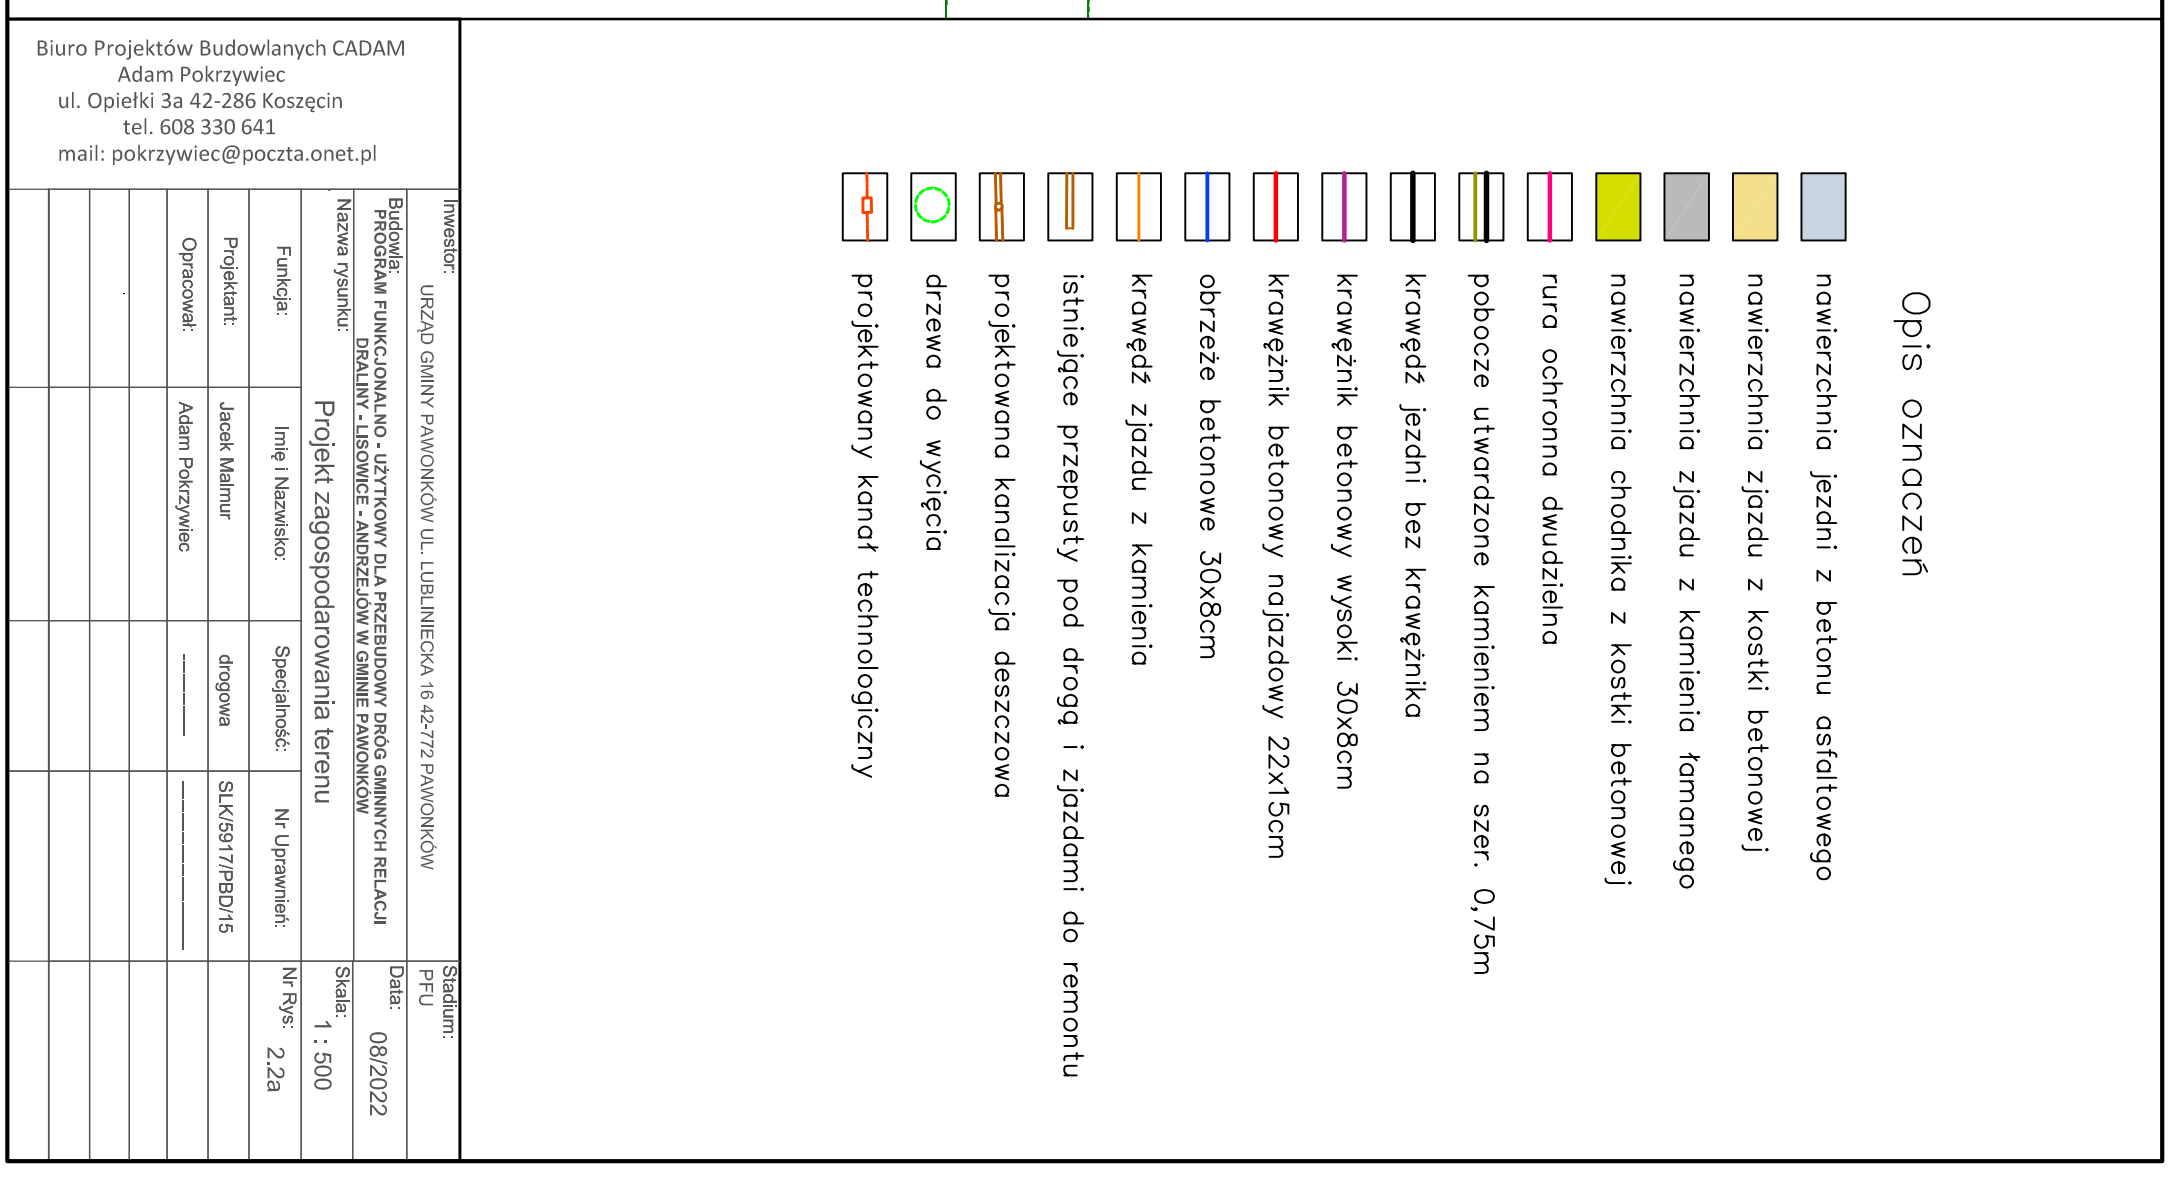 Biuro Projektów Budowlanych CADAM
Adam Pokrzywiec
ul. Opiełki 3a 42-286 Koszęcin
tel. 608 330 641
mail: pokrzywiec@poczta.onet.pl
Inwestor:
URZĄD GMINY PAWONKÓW UL. LUBLINIECKA 16 42-772 PAWONKÓW
Stadium:
PFU
Budowla:
PROGRAM FUNKCJONALNO - UŻYTKOWY DLA PRZEBUDOWY DRÓG GMINNYCH RELACJI
DRALINY - LISOWICE - ANDRZEJÓW W GMINIE PAWONKÓW
Data:
08/2022
Nazwa rysunku:
Projekt zagospodarowania terenu
Skala:
1 : 500
Funkcja: Imię i Nazwisko: Specjalność: Nr Uprawnień: Nr Rys: 2.2a
Projektant: Jacek Malmur drogowa SLK/5917/PBD/15
Opracował: Adam Pokrzywiec -------- ----------------
Opis oznaczeń
nawierzchnia jezdni z betonu asfaltowego
nawierzchnia zjazdu z kostki betonowej
nawierzchnia zjazdu z kamienia łamanego
nawierzchnia chodnika z kostki betonowej
rura ochronna dwudzielna
pobocze utwardzone kamieniem na szer. 0,75m
krawędź jezdni bez krawężnika
krawężnik betonowy wysoki 30x8cm
krawężnik betonowy najazdowy 22x15cm
obrzeże betonowe 30x8cm
krawędź zjazdu z kamienia
istniejące przepusty pod drogą i zjazdami do remontu
projektowana kanalizacja deszczowa
drzewa do wycięcia
projektowany kanał technologiczny